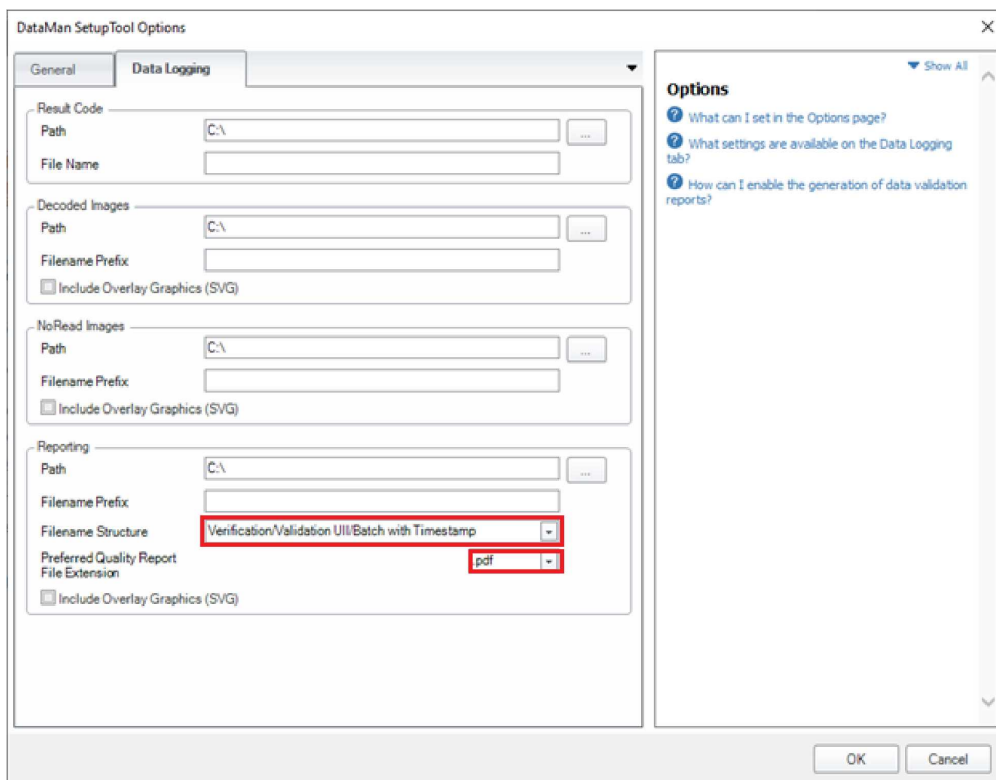 DataMan SetupTool Options
General
Data Logging
Result Code
Path
C:\
...
File Name
Decoded Images
Path
C:\
...
Filename Prefix
Include Overlay Graphics (SVG)
NoRead Images
Path
C:\
...
Filename Prefix
Include Overlay Graphics (SVG)
Reporting
Path
C:\
...
Filename Prefix
Filename Structure
Verification/Validation UII/Batch with Timestamp
Preferred Quality Report
File Extension
.pdf
Include Overlay Graphics (SVG)
Show All
Options
What can I set in the Options page?
What settings are available on the Data Logging
tab?
How can I enable the generation of data validation
reports?
OK
Cancel